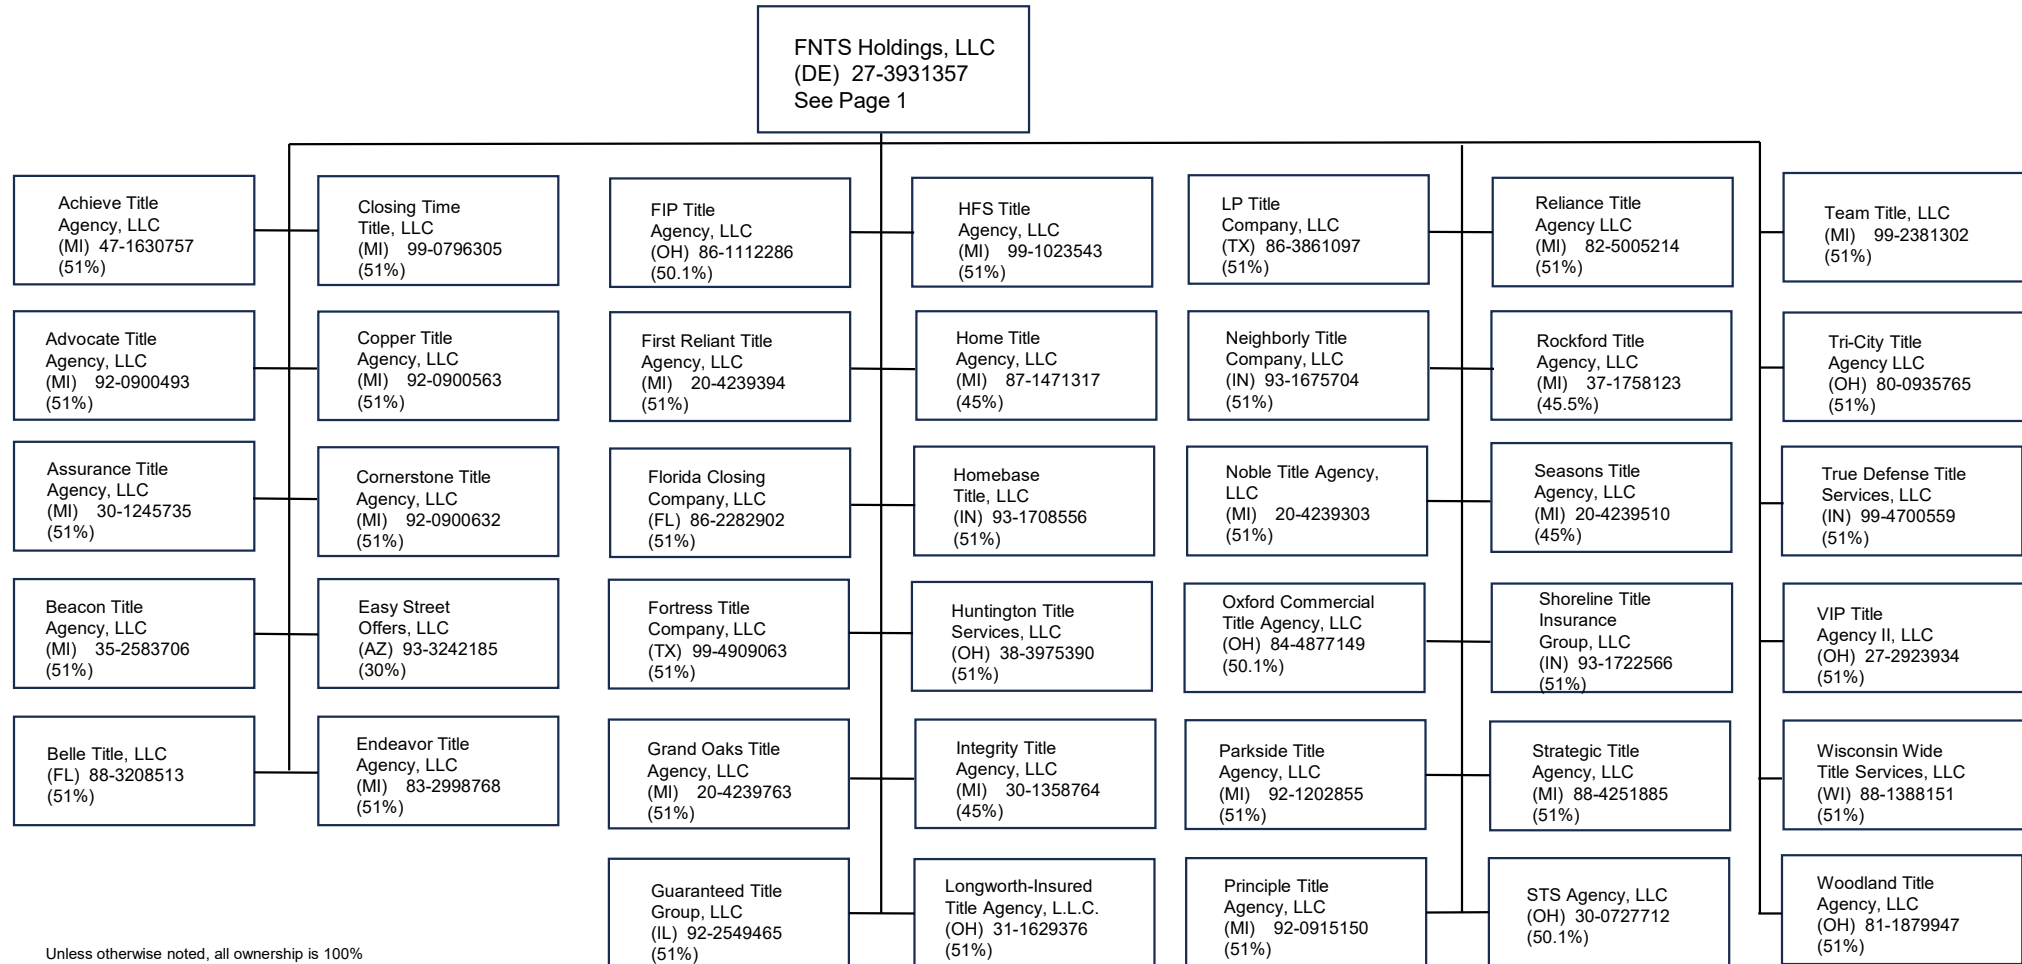 FNTS Holdings, LLC
(DE) 27-3931357
See Page 1
Achieve Title
Agency, LLC
(MI) 47-1630757
(51%)
Closing Time
Title, LLC
(MI) 99-0796305
(51%)
FIP Title
Agency, LLC
(OH) 86-1112286
(50.1%)
HFS Title
Agency, LLC
(MI) 99-1023543
(51%)
LP Title
Company, LLC
(TX) 86-3861097
(51%)
Reliance Title
Agency LLC
(MI) 82-5005214
(51%)
Team Title, LLC
(MI) 99-2381302
(51%)
Advocate Title
Agency, LLC
(MI) 92-0900493
(51%)
Copper Title
Agency, LLC
(MI) 92-0900563
(51%)
First Reliant Title
Agency, LLC
(MI) 20-4239394
(51%)
Home Title
Agency, LLC
(MI) 87-1471317
(45%)
Neighborly Title
Company, LLC
(IN) 93-1675704
(51%)
Rockford Title
Agency, LLC
(MI) 37-1758123
(45.5%)
Tri-City Title
Agency LLC
(OH) 80-0935765
(51%)
Assurance Title
Agency, LLC
(MI) 30-1245735
(51%)
Cornerstone Title
Agency, LLC
(MI) 92-0900632
(51%)
Florida Closing
Company, LLC
(FL) 86-2282902
(51%)
Homebase
Title, LLC
(IN) 93-1708556
(51%)
Noble Title Agency,
LLC
(MI) 20-4239303
(51%)
Seasons Title
Agency, LLC
(MI) 20-4239510
(45%)
True Defense Title
Services, LLC
(IN) 99-4700559
(51%)
Beacon Title
Agency, LLC
(MI) 35-2583706
(51%)
Easy Street
Offers, LLC
(AZ) 93-3242185
(30%)
Fortress Title
Company, LLC
(TX) 99-4909063
(51%)
Huntington Title
Services, LLC
(OH) 38-3975390
(51%)
Oxford Commercial
Title Agency, LLC
(OH) 84-4877149
(50.1%)
Shoreline Title
Insurance
Group, LLC
(IN) 93-1722566
(51%)
VIP Title
Agency II, LLC
(OH) 27-2923934
(51%)
Belle Title, LLC
(FL) 88-3208513
(51%)
Endeavor Title
Agency, LLC
(MI) 83-2998768
(51%)
Grand Oaks Title
Agency, LLC
(MI) 20-4239763
(51%)
Integrity Title
Agency, LLC
(MI) 30-1358764
(45%)
Parkside Title
Agency, LLC
(MI) 92-1202855
(51%)
Strategic Title
Agency, LLC
(MI) 88-4251885
(51%)
Wisconsin Wide
Title Services, LLC
(WI) 88-1388151
(51%)
Guaranteed Title
Group, LLC
(IL) 92-2549465
(51%)
Longworth-Insured
Title Agency, L.L.C.
(OH) 31-1629376
(51%)
Principle Title
Agency, LLC
(MI) 92-0915150
(51%)
STS Agency, LLC
(OH) 30-0727712
(50.1%)
Woodland Title
Agency, LLC
(OH) 81-1879947
(51%)
Unless otherwise noted, all ownership is 100%